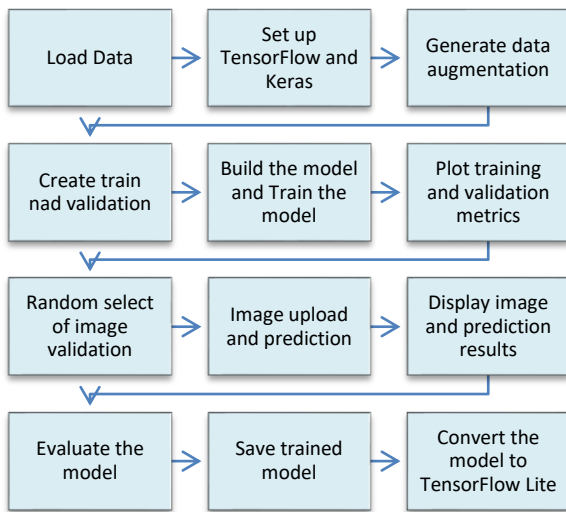 Load Data
Set up
TensorFlow and
Keras
Generate data
augmentation
Create train
nad validation
Build the model
and Train the
model
Plot training
and validation
metrics
Random select
of image
validation
Image upload
and prediction
Display image
and prediction
results
Evaluate the
model
Save trained
model
Convert the
model to
TensorFlow Lite